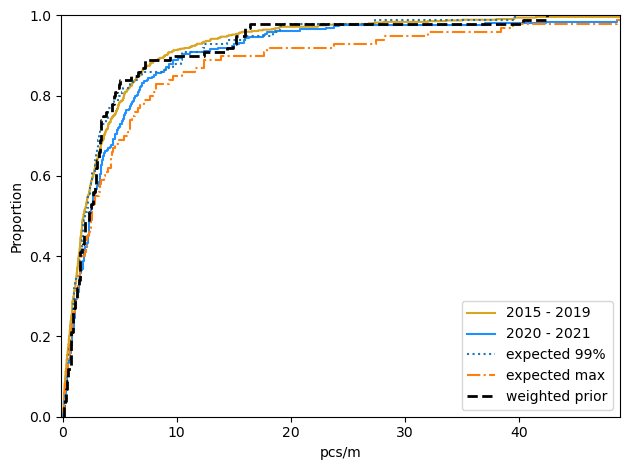 1.0
0.8
Proportion
0.6
0.4
0.2
0.0
2015 - 2019
2020 - 2021
expected 99%
expected max
weighted prior
0 10 20 30 40
pcs/m